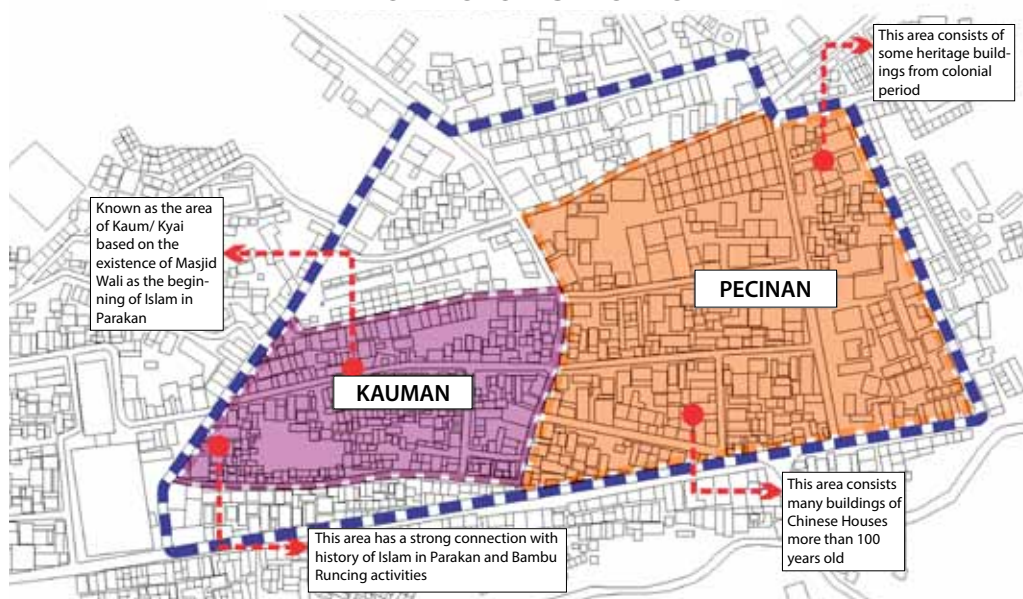 This area consists of
some heritage build-
ings from colonial
period
Known as the area
of Kaum/ Kyai
based on the
existence of Masjid
Wali as the begin-
ning of Islam in
Parakan
PECINAN
KAUMAN
This area consists
many buildings of
Chinese Houses
more than 100
years old
This area has a strong connection with
history of Islam in Parakan and Bambu
Runcing activities